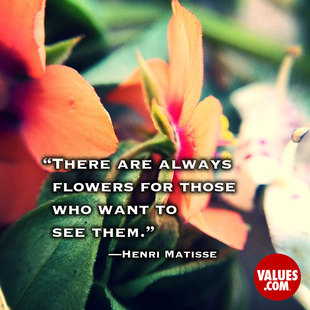 “There are always
flowers for those
who want to
see them.”
—Henri Matisse
VALUES
.COM®